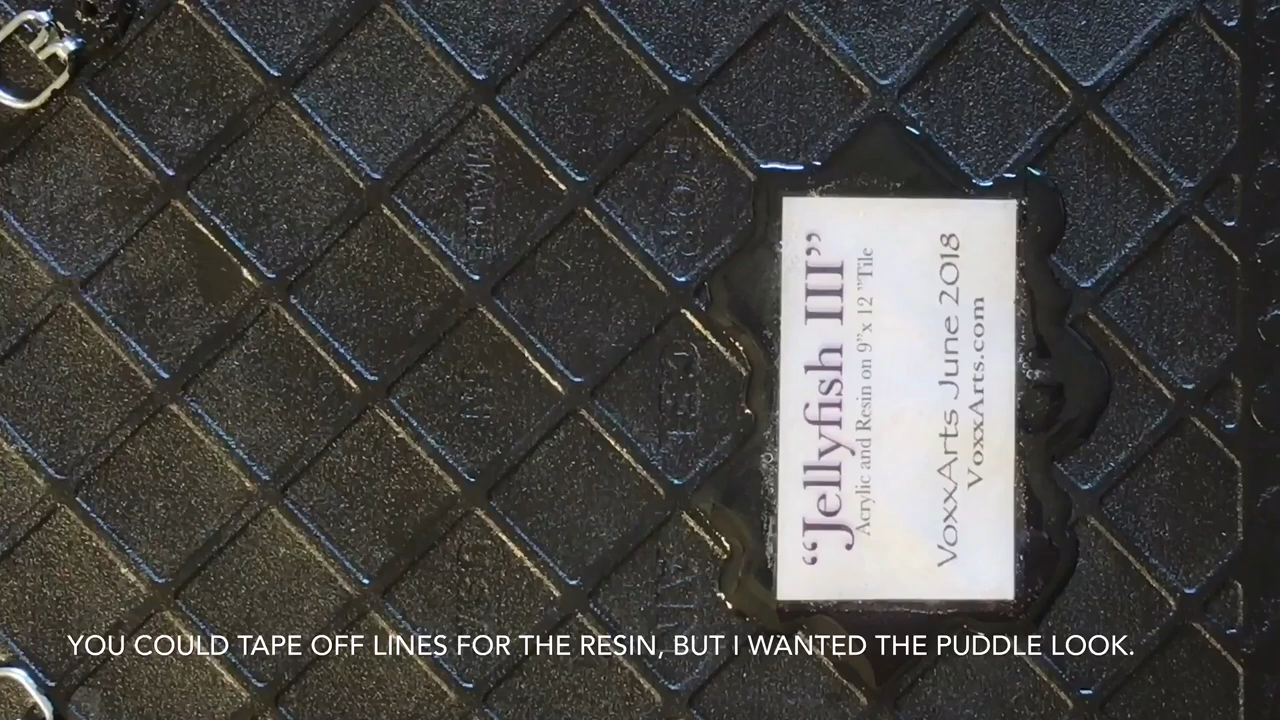 “Jellyfish III”
Acrylic and Resin on 9”x 12 ”Tile
VoxxArts June 2018
VoxxArts.com
YOU COULD TAPE OFF LINES FOR THE RESIN, BUT I WANTED THE PUDDLE LOOK.